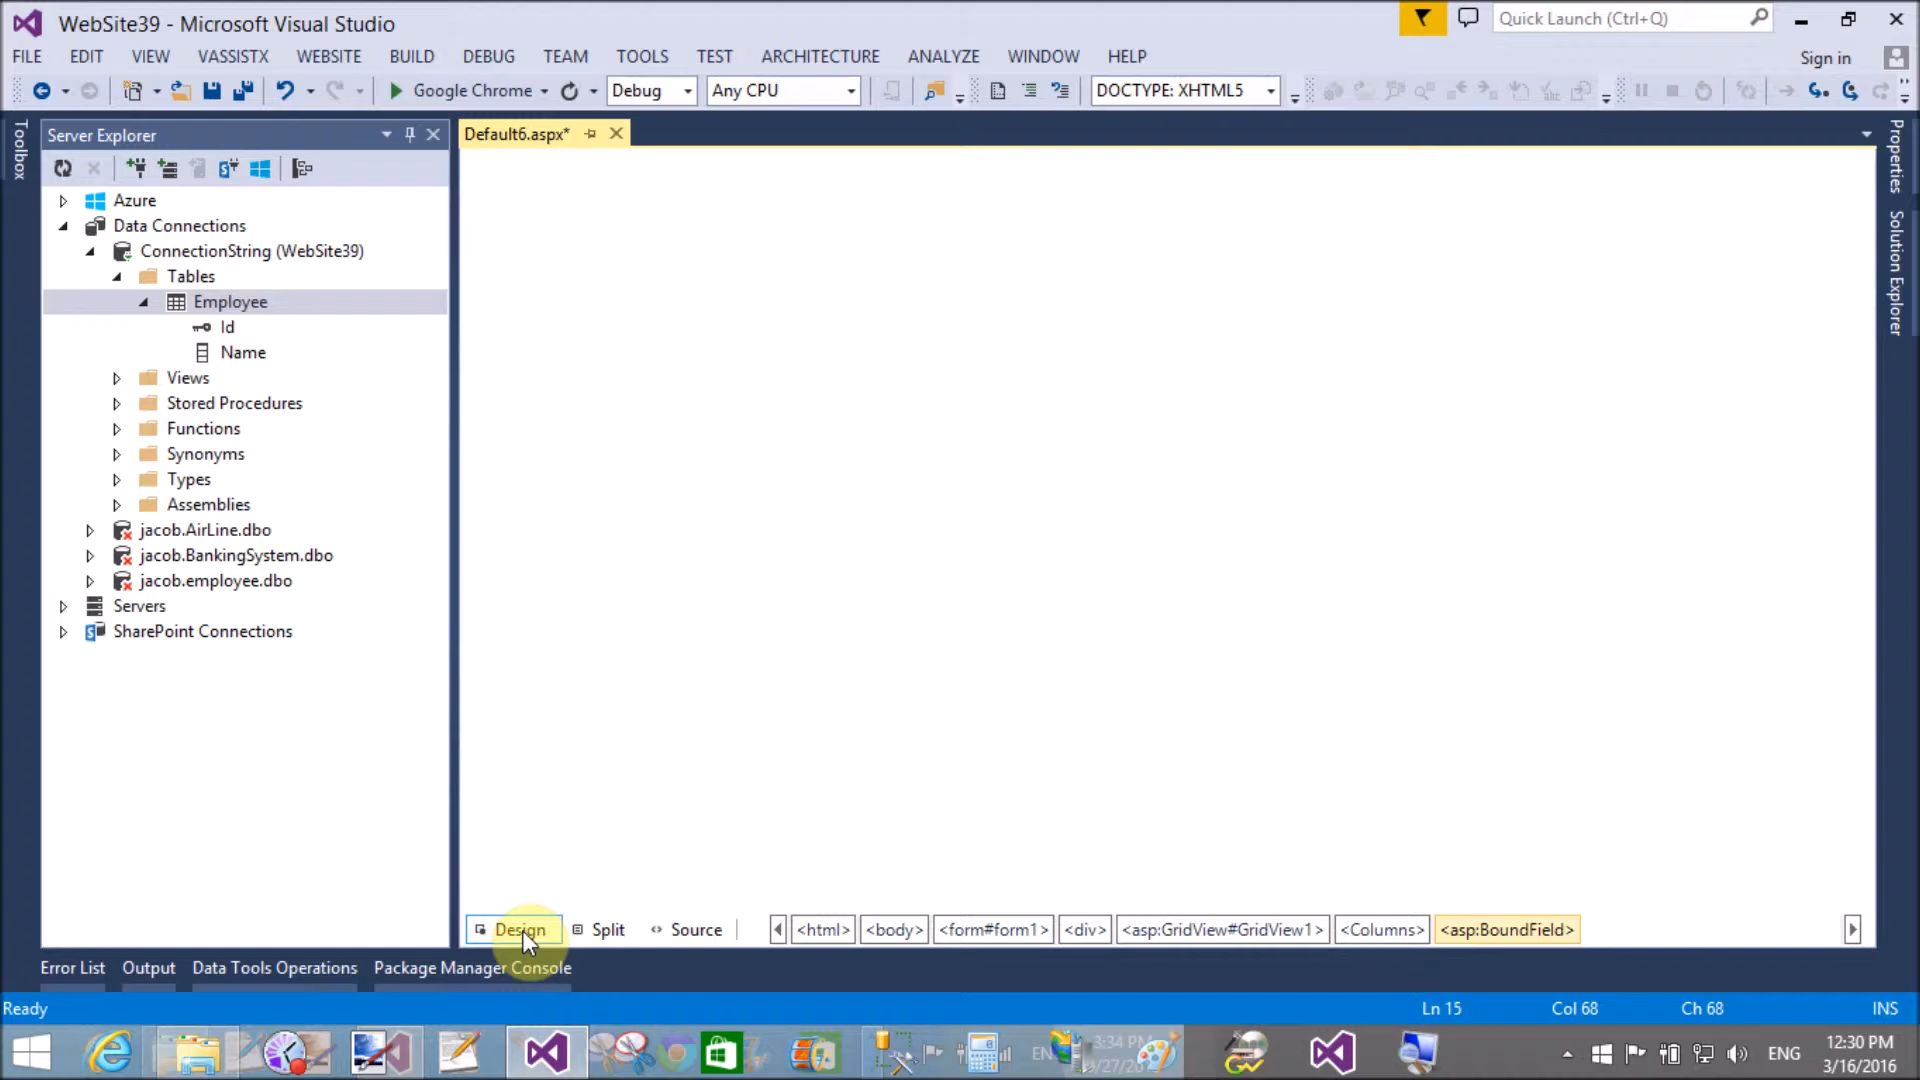 WebSite39 - Microsoft Visual Studio
Quick Launch (Ctrl+Q)
FILE EDIT VIEW VASSISTX WEBSITE BUILD DEBUG TEAM TOOLS TEST ARCHITECTURE ANALYZE WINDOW HELP
Sign in
Google Chrome Debug Any CPU DOCTYPE: XHTML5
Toolbox
Server Explorer
Azure
Data Connections
ConnectionString (WebSite39)
Tables
Employee
Id
Name
Views
Stored Procedures
Functions
Synonyms
Types
Assemblies
jacob.AirLine.dbo
jacob.BankingSystem.dbo
jacob.employee.dbo
Servers
SharePoint Connections
Default6.aspx*
Properties
Solution Explorer
Design Split Source <html> <body> <form#form1> <div> <asp:GridView#GridView1> <Columns> <asp:BoundField>
Error List Output Data Tools Operations Package Manager Console
Ready Ln 15 Col 68 Ch 68 INS
ENG
12:30 PM
3/16/2016